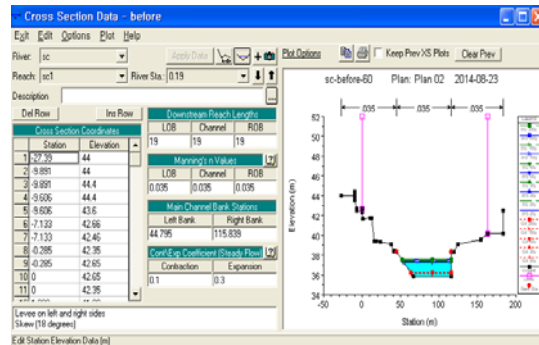 Cross Section Data - before
Exit Edit Options Plot Help
River: sc
Apply Data
Plot Options
Keep Prev XS Plots
Clear Prev
Reach: sc1
River Sta.: 0.19
Description
...
Del Row
Ins Row
Cross Section Coordinates
Station Elevation
1 -27.39 44
2 -9.891 44
3 -9.891 44.4
4 -9.606 44.4
5 -9.606 43.6
6 -7.133 42.66
7 -7.133 42.46
8 -0.285 42.35
9 -0.285 42.65
10 0 42.65
11 0 42.35
Downstream Reach Lengths
LOB Channel ROB
19 19 19
Manning's n Values
LOB Channel ROB
0.035 0.035 0.035
Main Channel Bank Stations
Left Bank Right Bank
44.795 115.839
Cont\Exp Coefficient (Steady Flow)
Contraction Expansion
0.1 0.3
Levee on left and right sides
Skew (18 degrees)
Edit Station Elevation Data (m)
sc-before-60 Plan: Plan 02 2014-08-23
.035 .035 .035
52
50
48
46
44
42
40
38
36
34
Elevation (m)
-50 0 50 100 150 200
Station (m)